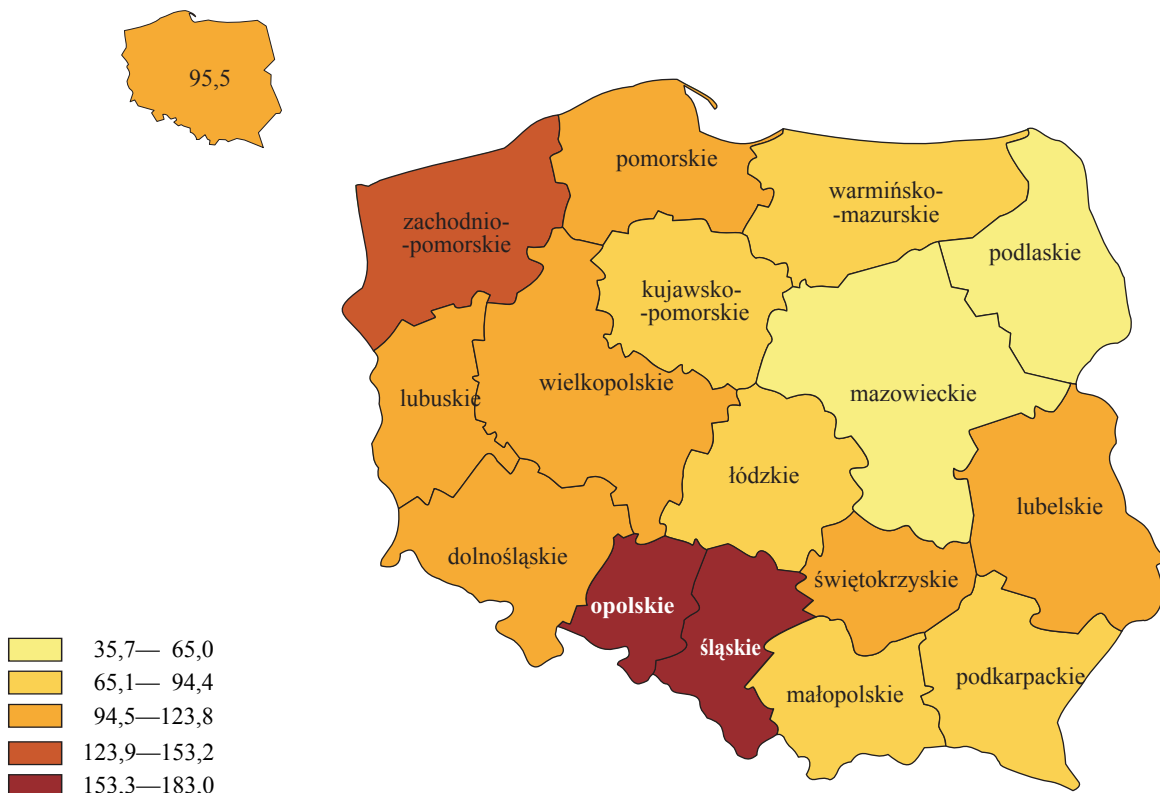 95,5
pomorskie
warmińsko-
-mazurskie
zachodnio-
-pomorskie
podlaskie
kujawsko-
-pomorskie
wielkopolskie
lubuskie
mazowieckie
łódzkie
lubelskie
dolnośląskie
świętokrzyskie
opolskie
śląskie
podkarpackie
małopolskie
35,7— 65,0
65,1— 94,4
94,5—123,8
123,9—153,2
153,3—183,0